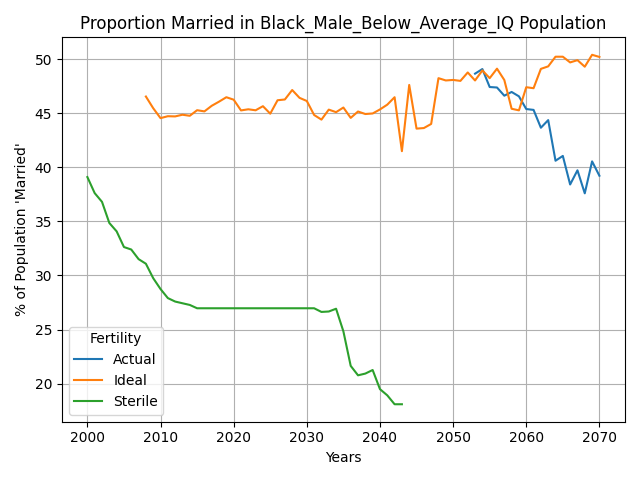 Proportion Married in Black_Male_Below_Average_IQ Population
% of Population 'Married'
50
45
40
35
30
25
20
Fertility
Actual
Ideal
Sterile
2000 2010 2020 2030 2040 2050 2060 2070
Years